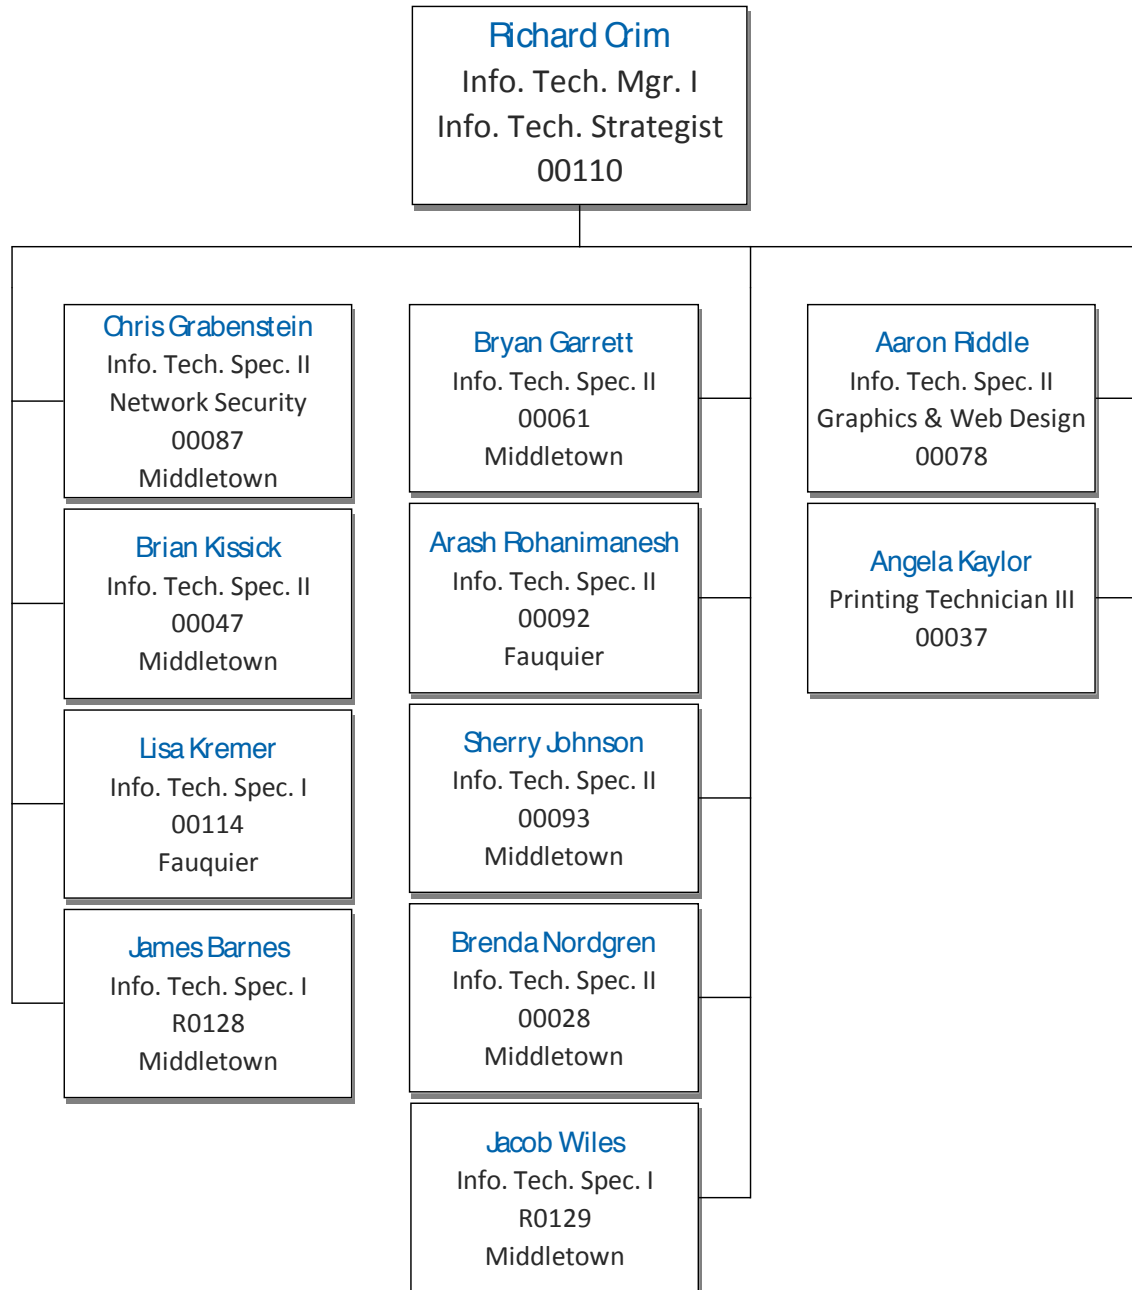 Richard Crim
Info. Tech. Mgr. I
Info. Tech. Strategist
00110
Chris Grabenstein
Info. Tech. Spec. II
Network Security
00087
Middletown
Brian Kissick
Info. Tech. Spec. II
00047
Middletown
Lisa Kremer
Info. Tech. Spec. I
00114
Fauquier
James Barnes
Info. Tech. Spec. I
R0128
Middletown
Bryan Garrett
Info. Tech. Spec. II
00061
Middletown
Arash Rohanimanesh
Info. Tech. Spec. II
00092
Fauquier
Sherry Johnson
Info. Tech. Spec. II
00093
Middletown
Brenda Nordgren
Info. Tech. Spec. II
00028
Middletown
Jacob Wiles
Info. Tech. Spec. I
R0129
Middletown
Aaron Riddle
Info. Tech. Spec. II
Graphics & Web Design
00078
Angela Kaylor
Printing Technician III
00037